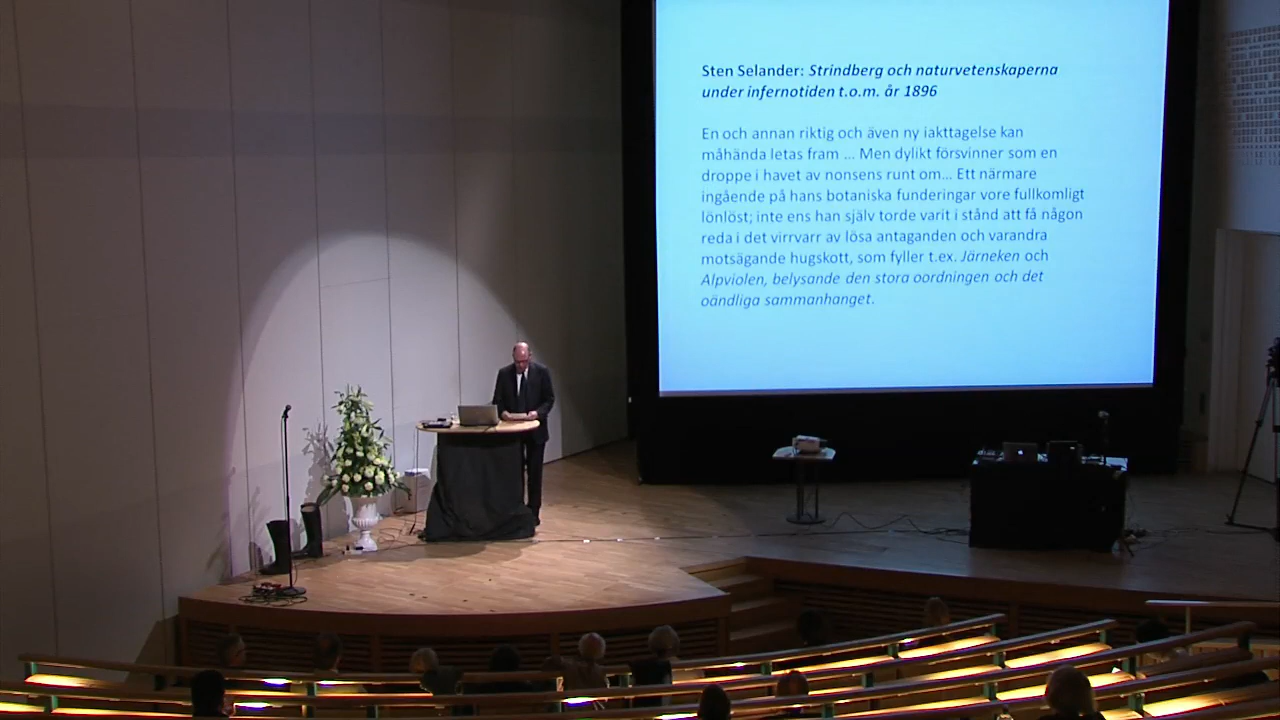 Sten Selander: Strindberg och naturvetenskaperna
under infernotiden t.o.m. år 1896
En och annan riktig och även ny iakttagelse kan
måhända letas fram ... Men dylikt försvinner som en
droppe i havet av nonsens runt om... Ett närmare
ingående på hans botaniska funderingar vore fullkomligt
lönlöst; inte ens han själv torde varit i stånd att få någon
reda i det virrvarr av lösa antaganden och varandra
motsägande hugskott, som fyller t.ex. Järneken och
Alpviolen, belysande den stora oordningen och det
oändliga sammanhanget.